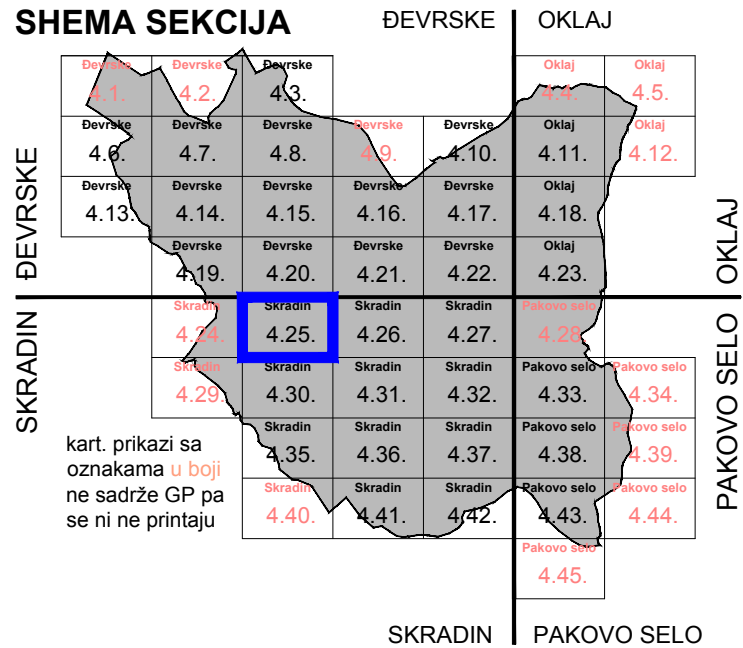 SHEMA SEKCIJA
ĐEVRSKE OKLAJ
Đevrske Đevrske Đevrske Oklaj Oklaj
4.1. 4.2. 4.3. 4.4. 4.5.
Đevrske Đevrske Đevrske Đevrske Đevrske Oklaj Oklaj
4.6. 4.7. 4.8. 4.9. 4.10. 4.11. 4.12.
Đevrske Đevrske Đevrske Đevrske Đevrske Oklaj
4.13. 4.14. 4.15. 4.16. 4.17. 4.18.
Đevrske Đevrske Đevrske Đevrske Oklaj
4.19. 4.20. 4.21. 4.22. 4.23.
ĐEVRSKE
OKLAJ
Skradin Skradin Skradin Skradin Pakovo selo
4.24. 4.25. 4.26. 4.27. 4.28.
Skradin Skradin Skradin Skradin Pakovo selo Pakovo selo
4.29. 4.30. 4.31. 4.32. 4.33. 4.34.
Skradin Skradin Skradin Pakovo selo Pakovo selo
4.35. 4.36. 4.37. 4.38. 4.39.
Skradin Skradin Skradin Pakovo selo Pakovo selo
4.40. 4.41. 4.42. 4.43. 4.44.
Pakovo selo
4.45.
SKRADIN
PAKOVO SELO
kart. prikazi sa
oznakama u boji
ne sadrže GP pa
se ni ne printaju
SKRADIN PAKOVO SELO